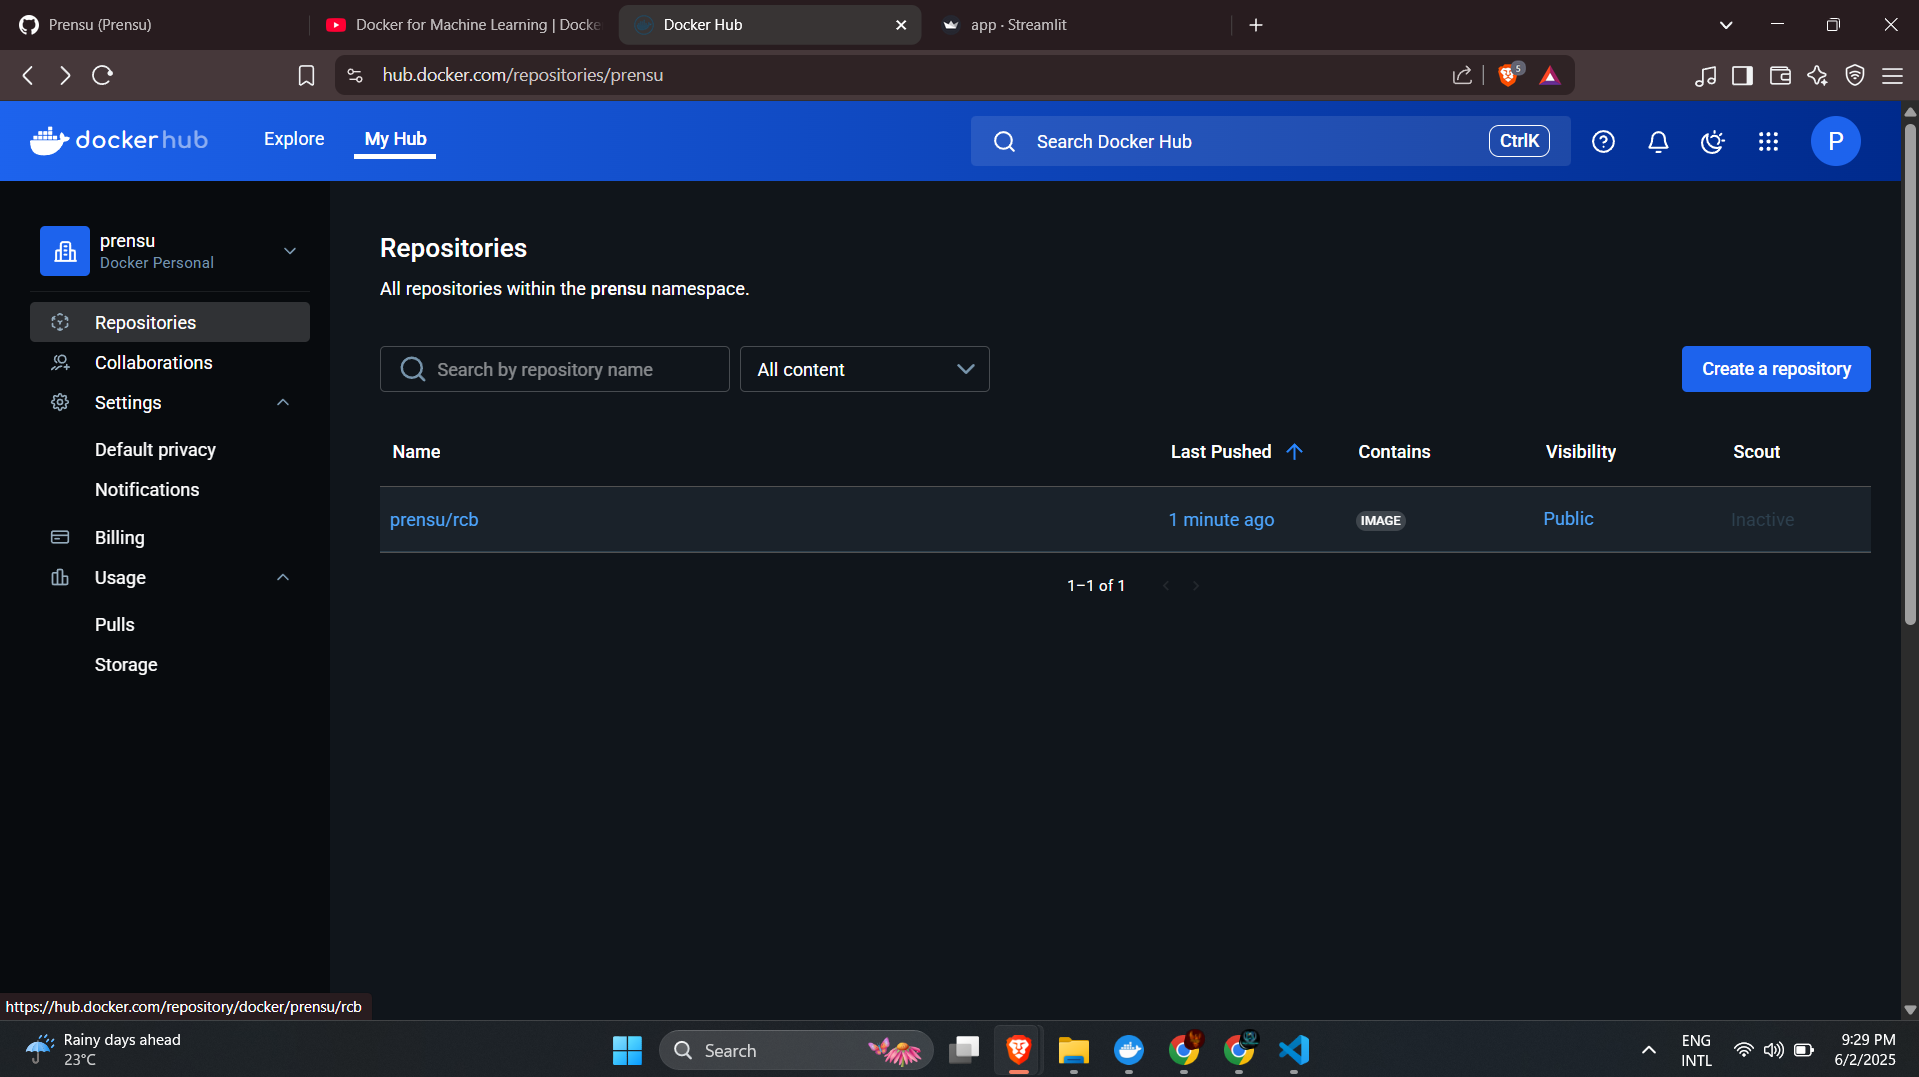 Prensu (Prensu)
Docker for Machine Learning | Docke
Docker Hub
app · Streamlit
hub.docker.com/repositories/prensu
5
dockerhub
Explore
My Hub
Search Docker Hub
CtrlK
P
prensu
Docker Personal
Repositories
Collaborations
Settings
Default privacy
Notifications
Billing
Usage
Pulls
Storage
Repositories
All repositories within the prensu namespace.
Search by repository name
All content
Create a repository
Name
Last Pushed
Contains
Visibility
Scout
prensu/rcb
1 minute ago
IMAGE
Public
Inactive
1–1 of 1
https://hub.docker.com/repository/docker/prensu/rcb
Rainy days ahead
23°C
Search
ENG
INTL
9:29 PM
6/2/2025